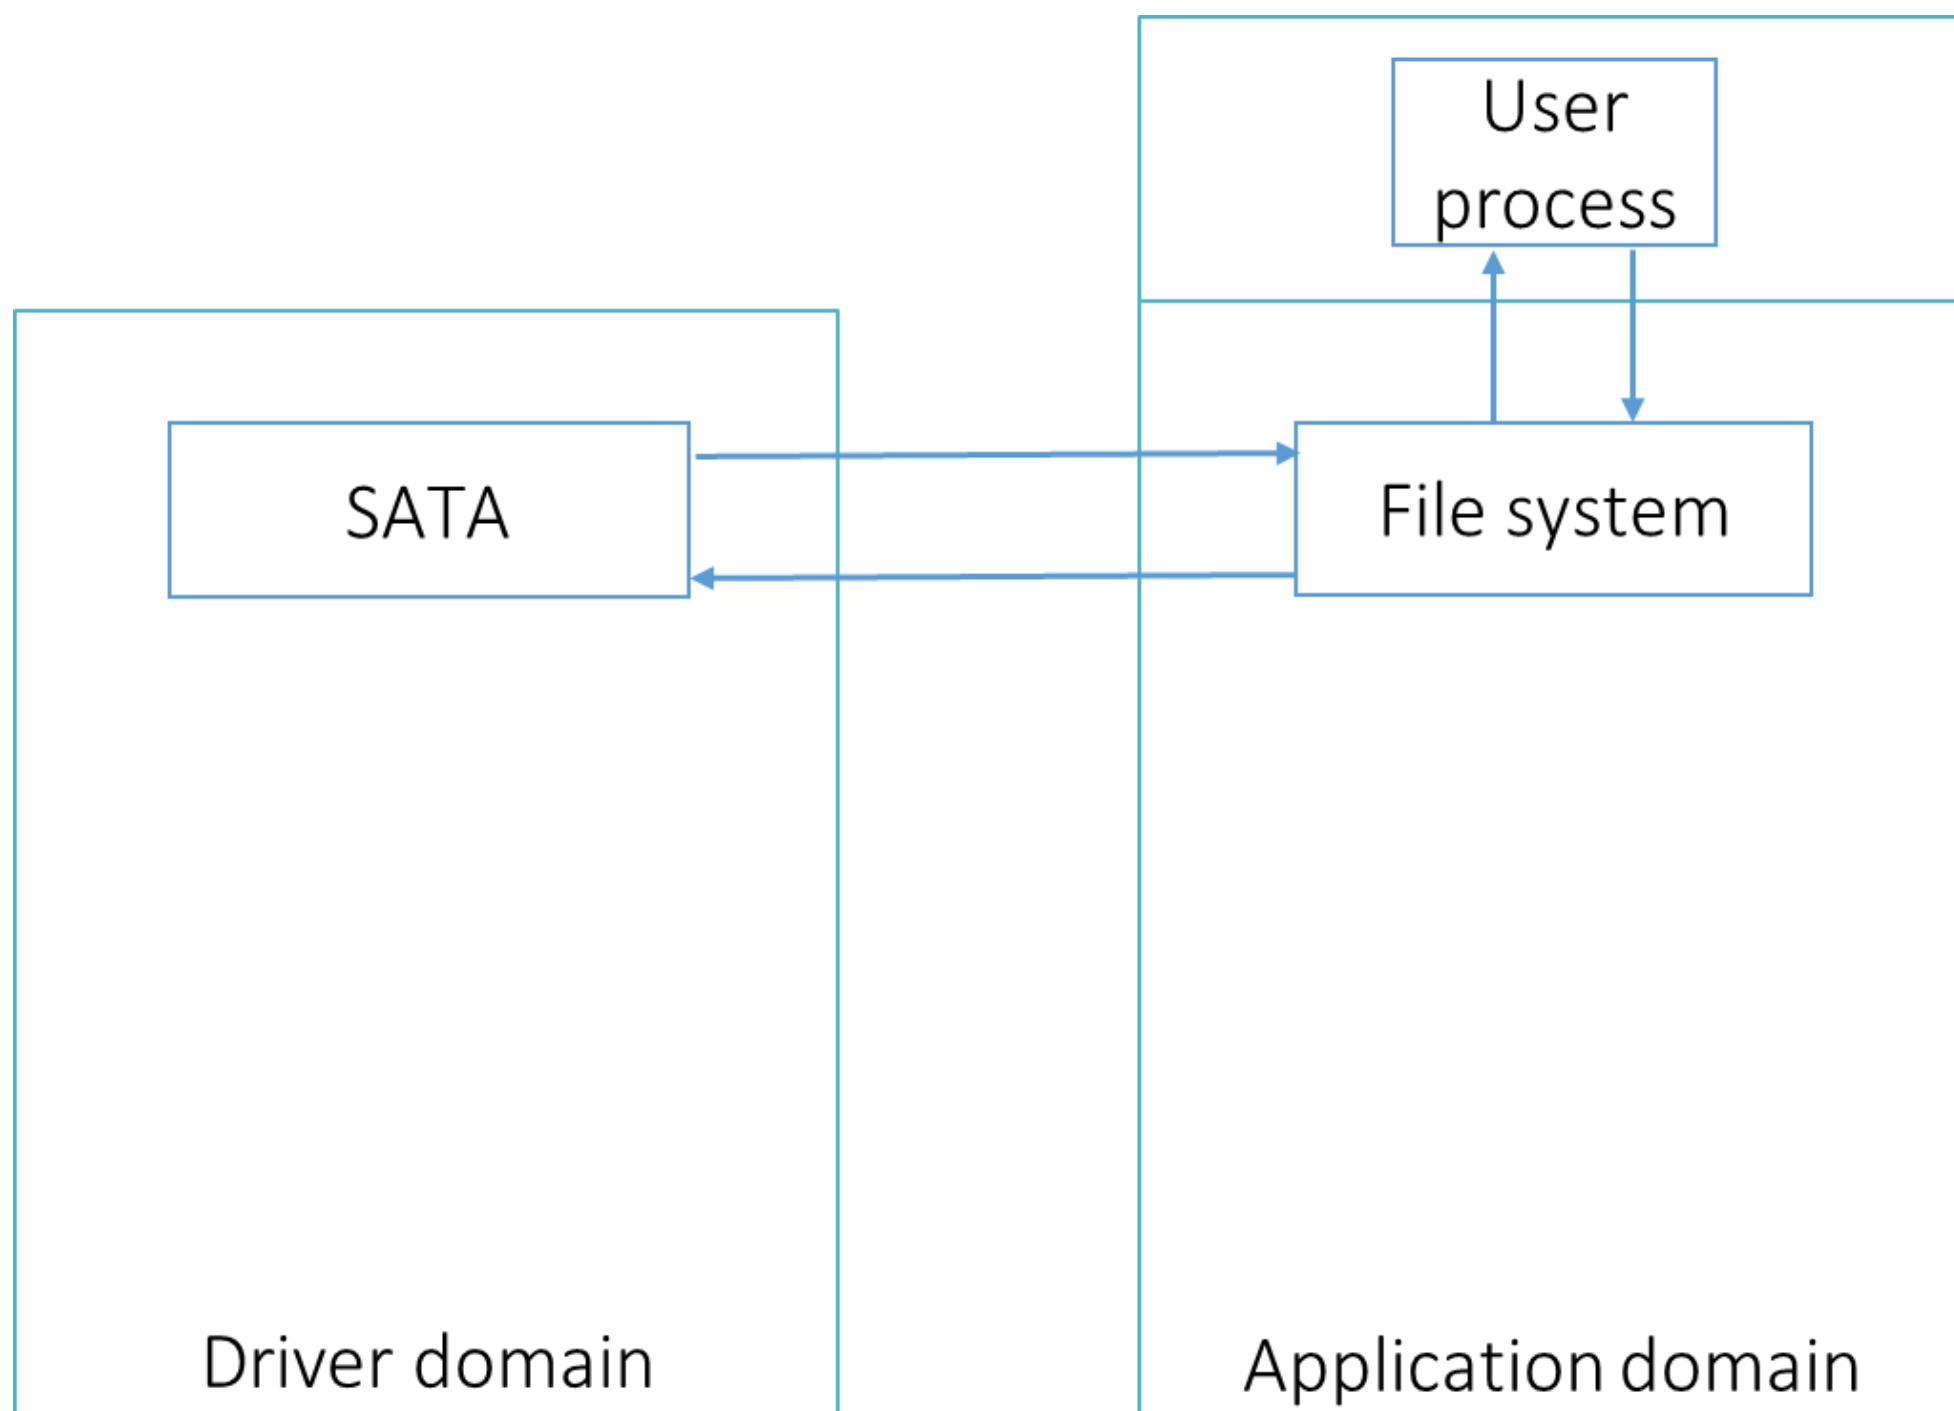 User
process
SATA
File system
Driver domain
Application domain